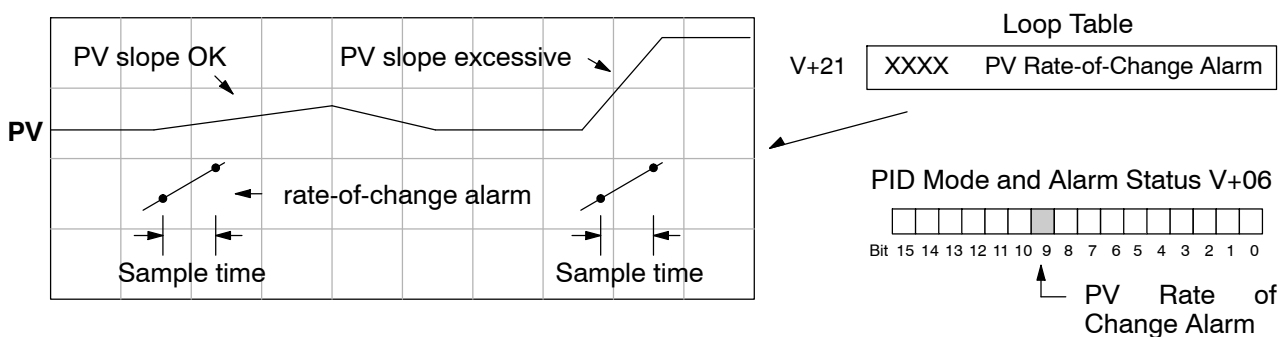 PV slope OK
PV slope excessive
PV
rate-of-change alarm
Sample time
Sample time
Loop Table
V+21 XXXX PV Rate-of-Change Alarm
PID Mode and Alarm Status V+06
Bit 15 14 13 12 11 10 9 8 7 6 5 4 3 2 1 0
PV Rate of
Change Alarm